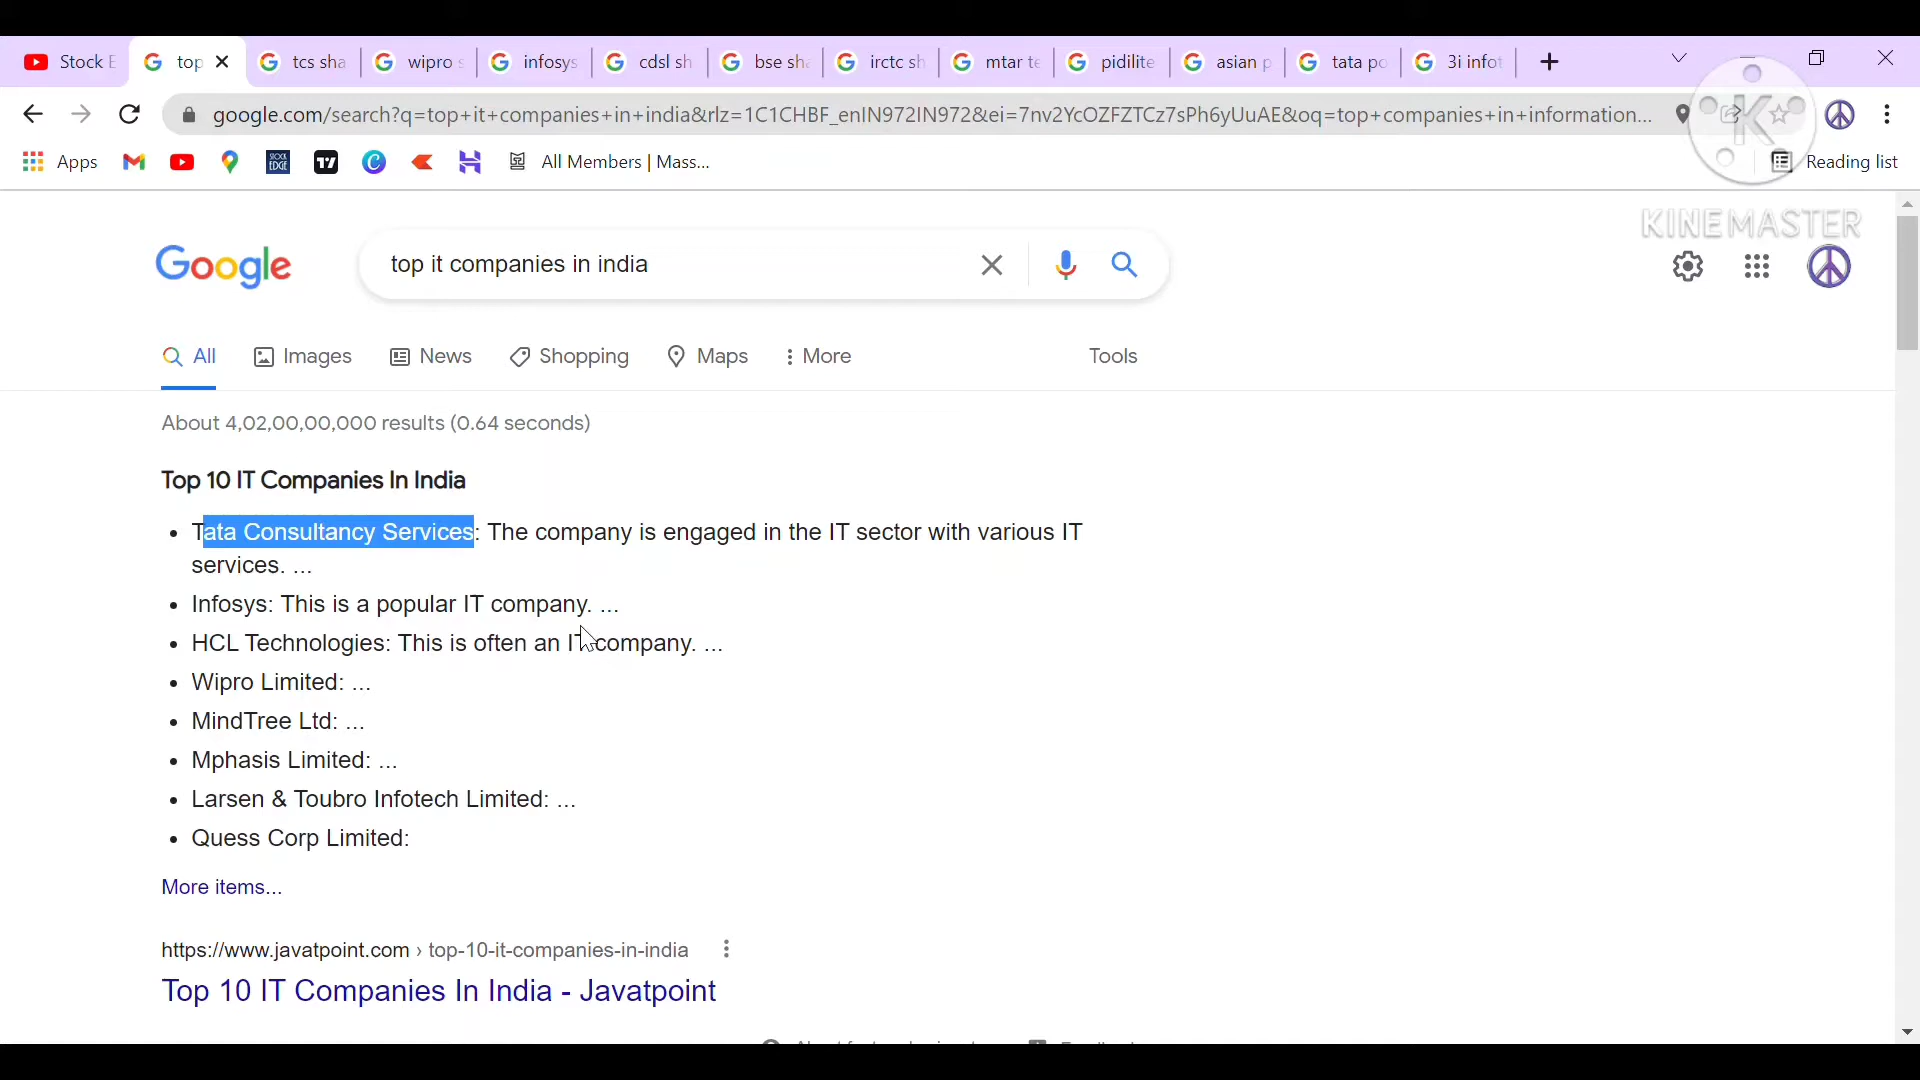 Stock E
top
tcs sha
wipro s
infosys
cdsl sh
bse sha
irctc sh
mtar te
pidilite
asian p
tata po
3i infot
google.com/search?q=top+it+companies+in+india&rlz=1C1CHBF_enIN972IN972&ei=7nv2YcOZFZTCz7sPh6yUuAE&oq=top+companies+in+information...
Apps
STOCK EDGE
All Members | Mass...
Reading list
KINEMASTER
Google
top it companies in india
All
Images
News
Shopping
Maps
More
Tools
About 4,02,00,00,000 results (0.64 seconds)
Top 10 IT Companies In India
• Tata Consultancy Services: The company is engaged in the IT sector with various IT
services. ...
• Infosys: This is a popular IT company. ...
• HCL Technologies: This is often an IT company. ...
• Wipro Limited: ...
• MindTree Ltd: ...
• Mphasis Limited: ...
• Larsen & Toubro Infotech Limited: ...
• Quess Corp Limited:
More items...
https://www.javatpoint.com › top-10-it-companies-in-india
Top 10 IT Companies In India - Javatpoint